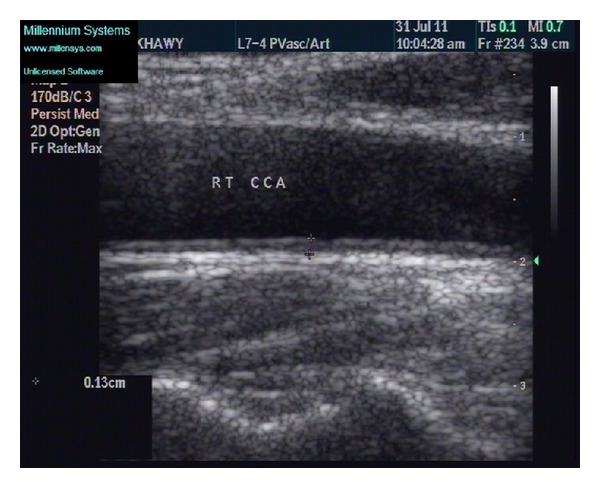 Millennium Systems
www.milensys.com
Unlicensed Software
KHAWY
L7-4 PVasc/Art
31 Jul 11
10:04:28 am
TIs 0.1 MI 0.7
Fr #234 3.9 cm
170dB/C 3
Persist Med
2D Opt:Gen
Fr Rate:Max
RT CCA
1
2
3
0.13cm